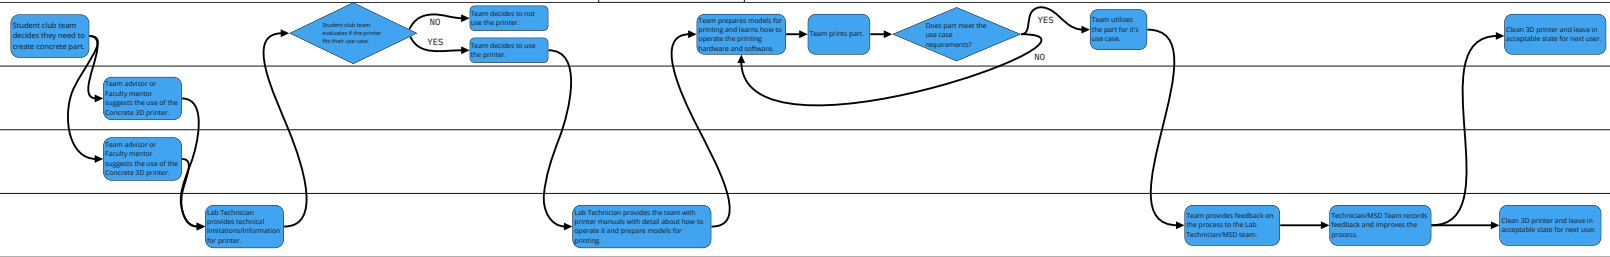 Student club team
decides they need to
create concrete part.
Team advisor or
Faculty mentor
suggests the use of the
Concrete 3D printer.
Team advisor or
Faculty mentor
suggests the use of the
Concrete 3D printer.
Lab Technician
provides technical
limitations/information
for printer.
Student club team
evaluates if the printer
fits their use case.
NO
YES
Team decides to not
use the printer.
Team decides to use
the printer.
Lab Technician provides the team with
printer manuals with detail about how to
operate it and prepare models for
printing.
Team prepares models for
printing and learns how to
operate the printing
hardware and software.
Team prints part.
Does part meet the
use case
requirements?
YES
NO
Team utilizes
the part for it's
use case.
Team provides feedback on
the process to the Lab
Technician/MSD team.
Technician/MSD Team records
feedback and improves the
process.
Clean 3D printer and leave in
acceptable state for next user.
Clean 3D printer and leave in
acceptable state for next user.